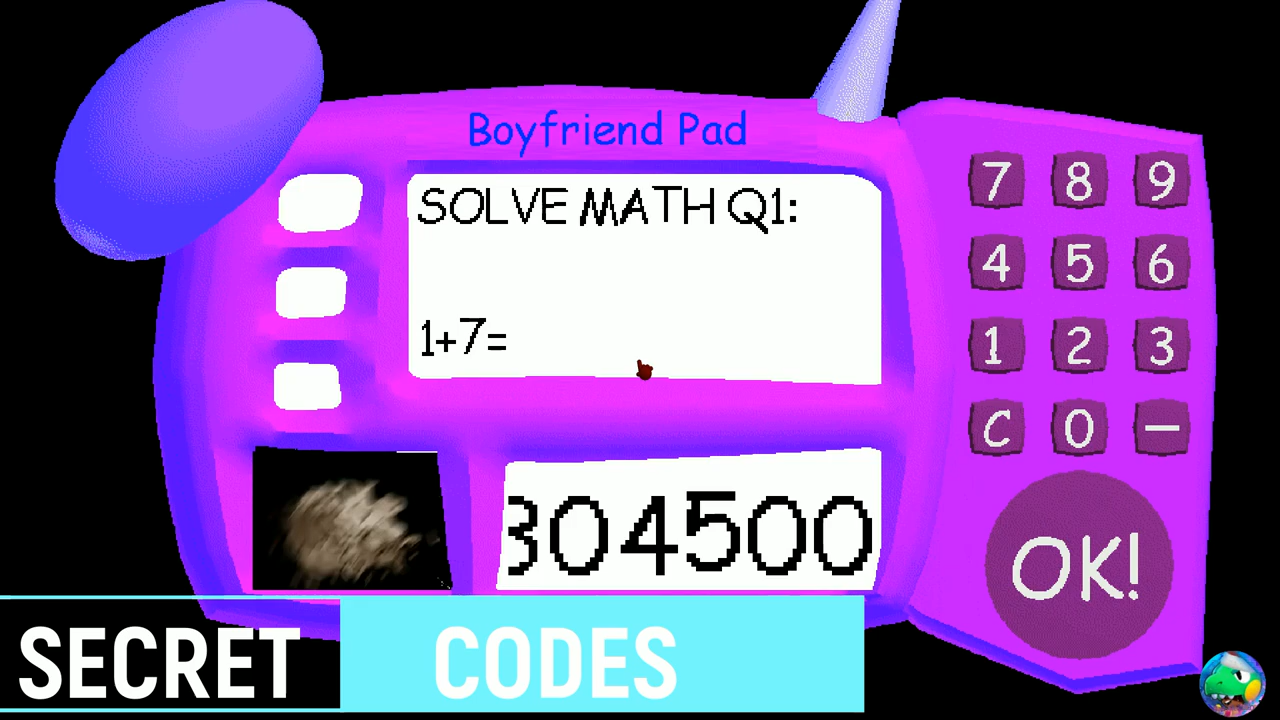 Boyfriend Pad
SOLVE MATH Q1:
1+7=
7 8 9
4 5 6
1 2 3
C 0 −
304500
OK!
SECRET CODES